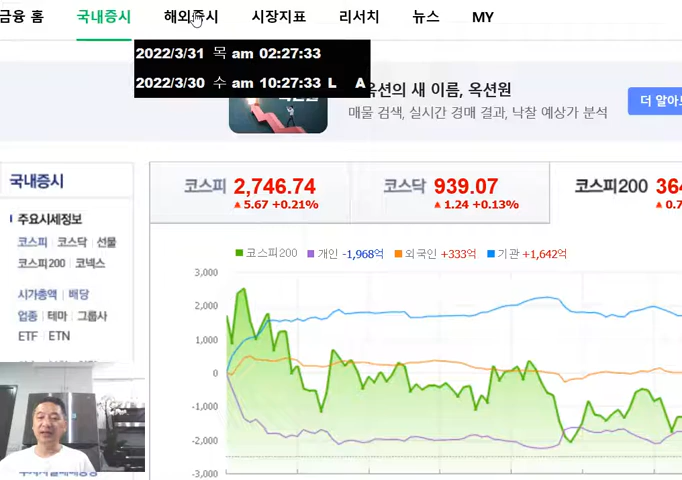 금융 홈 국내증시 해외증시 시장지표 리서치 뉴스 MY
2022/3/31 목 am 02:27:33
2022/3/30 수 am 10:27:33 L A
옥션의 새 이름, 옥션원
매물 검색, 실시간 경매 결과, 낙찰 예상가 분석
더 알아
국내증시
주요시세정보
코스피 코스닥 선물
코스피200 코넥스
시가총액 배당
업종 테마 그룹사
ETF ETN
코스피 2,746.74
▲ 5.67 +0.21%
코스닥 939.07
▲ 1.24 +0.13%
코스피200 364
▲ 0.7
코스피200 개인 -1,968억 외국인 +333억 기관 +1,642억
3,000
2,000
1,000
0
-1,000
-2,000
-3,000